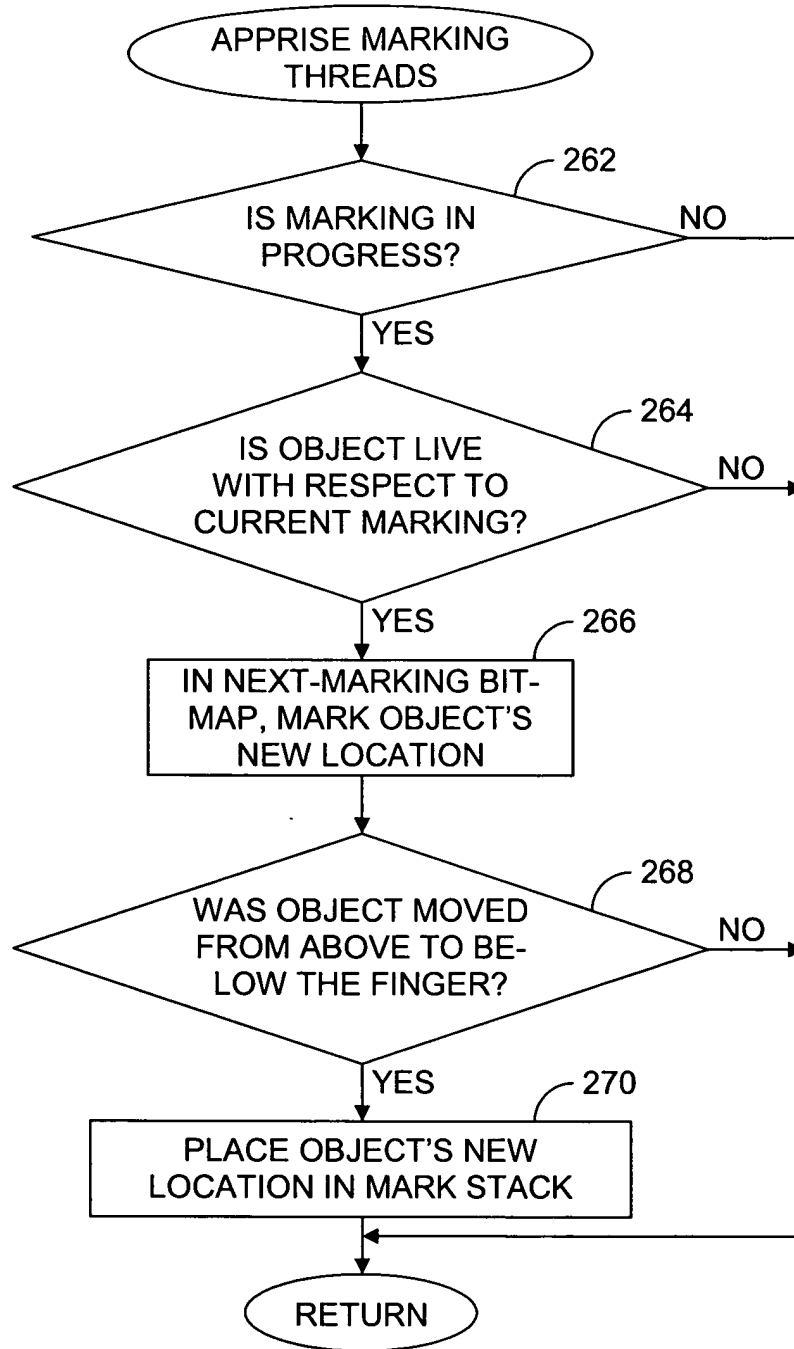 APPRISE MARKING
THREADS
262
IS MARKING IN
PROGRESS?
NO
YES
264
IS OBJECT LIVE
WITH RESPECT TO
CURRENT MARKING?
NO
YES
266
IN NEXT-MARKING BIT-
MAP, MARK OBJECT'S
NEW LOCATION
268
WAS OBJECT MOVED
FROM ABOVE TO BE-
LOW THE FINGER?
NO
YES
270
PLACE OBJECT'S NEW
LOCATION IN MARK STACK
RETURN